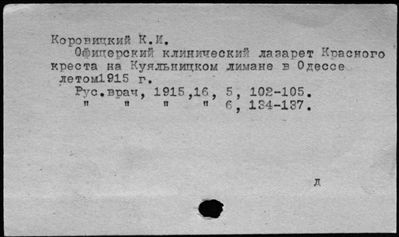 Коровицкий К.И.
Офицерский клинический лазарет Красного
креста на Куяльницком лимане в Одессе
летом1915 г.
Рус.врач, 1915,16, 5, 102-105.
" " " " 6, 134-137.
д